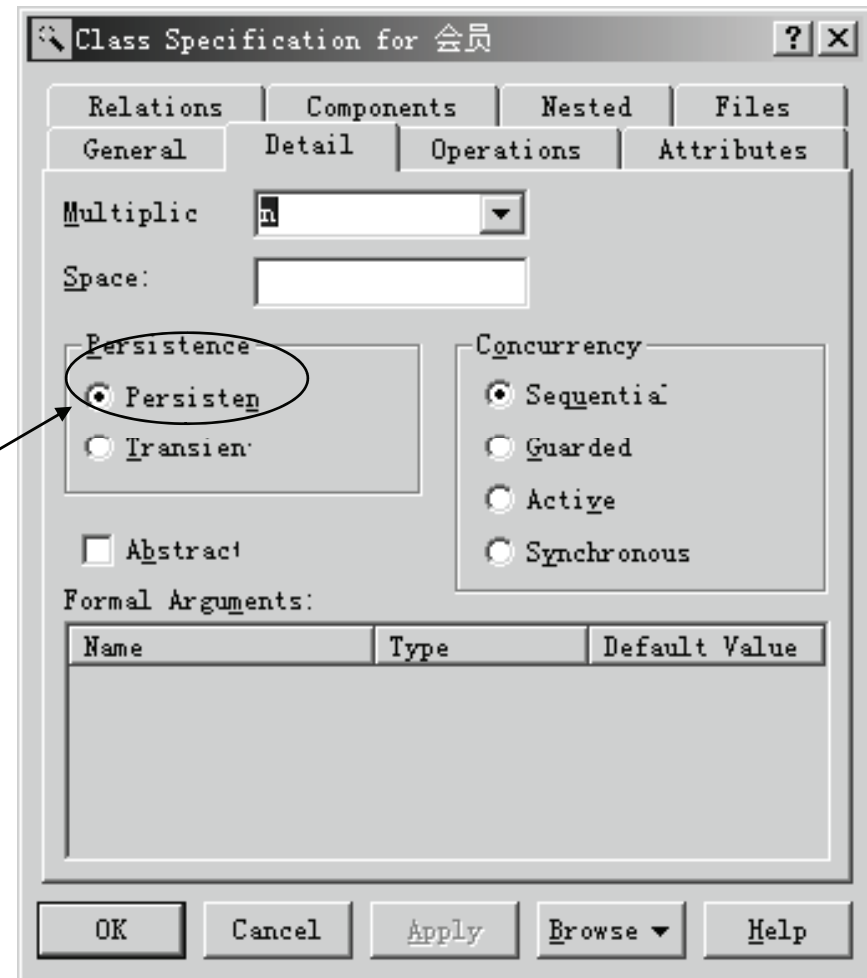 Class Specification for 会员
Relations Components Nested Files
General Detail Operations Attributes
Multiplic n
Space:
Persistence Concurrency
Persisten Sequential
Transien Guarded
Active
Abstract Synchronous
Formal Arguments:
Name Type Default Value
OK Cancel Apply Browse Help